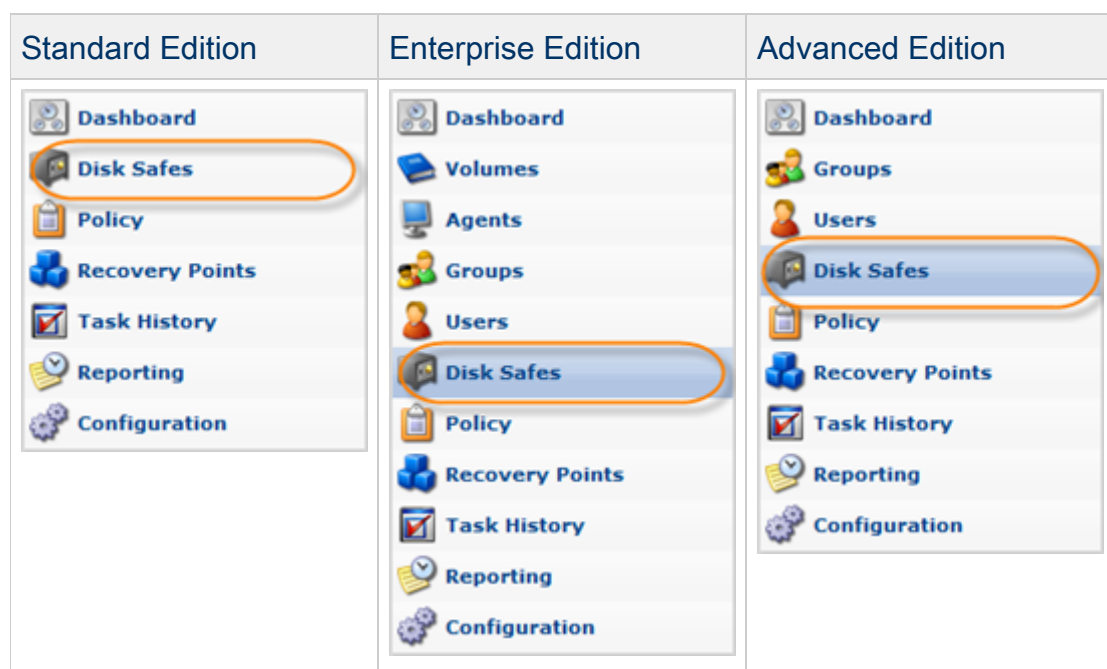 Standard Edition
Enterprise Edition
Advanced Edition
Dashboard
Disk Safes
Policy
Recovery Points
Task History
Reporting
Configuration
Dashboard
Volumes
Agents
Groups
Users
Disk Safes
Policy
Recovery Points
Task History
Reporting
Configuration
Dashboard
Groups
Users
Disk Safes
Policy
Recovery Points
Task History
Reporting
Configuration